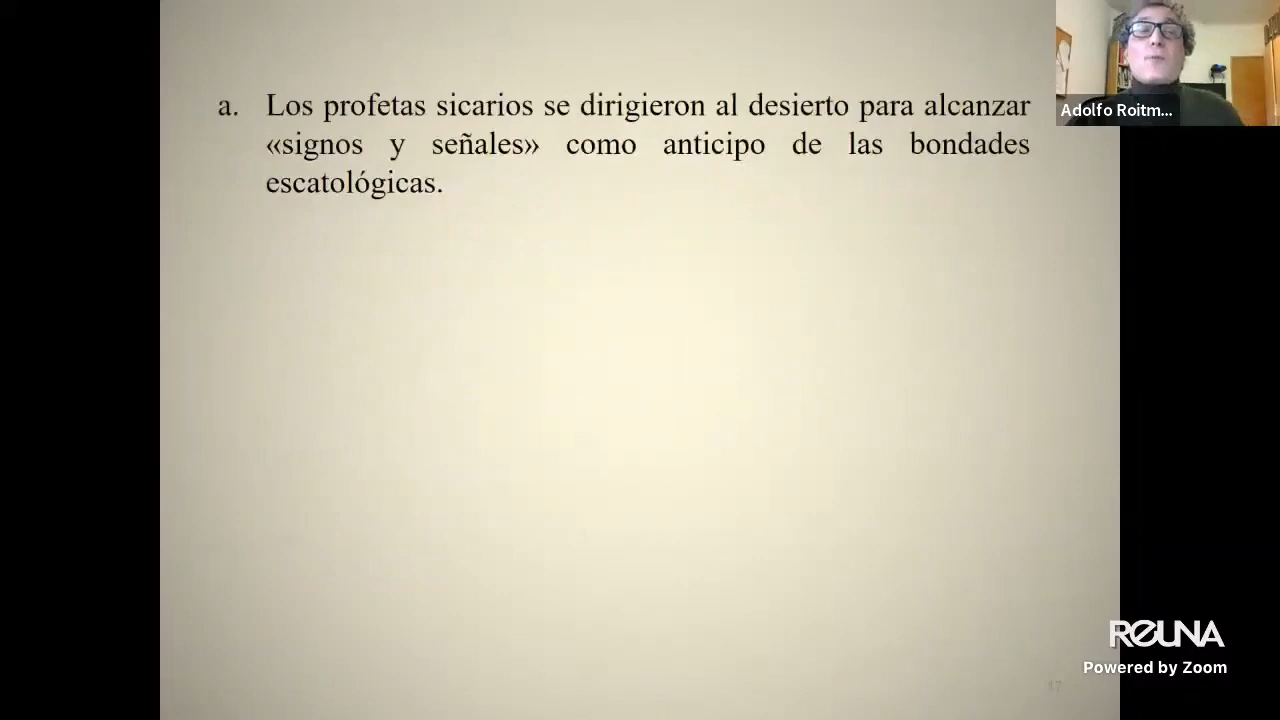 a. Los profetas sicarios se dirigieron al desierto para alcanzar
«signos y señales» como anticipo de las bondades
escatológicas.
Adolfo Roitm...
REUNA
Powered by Zoom
17